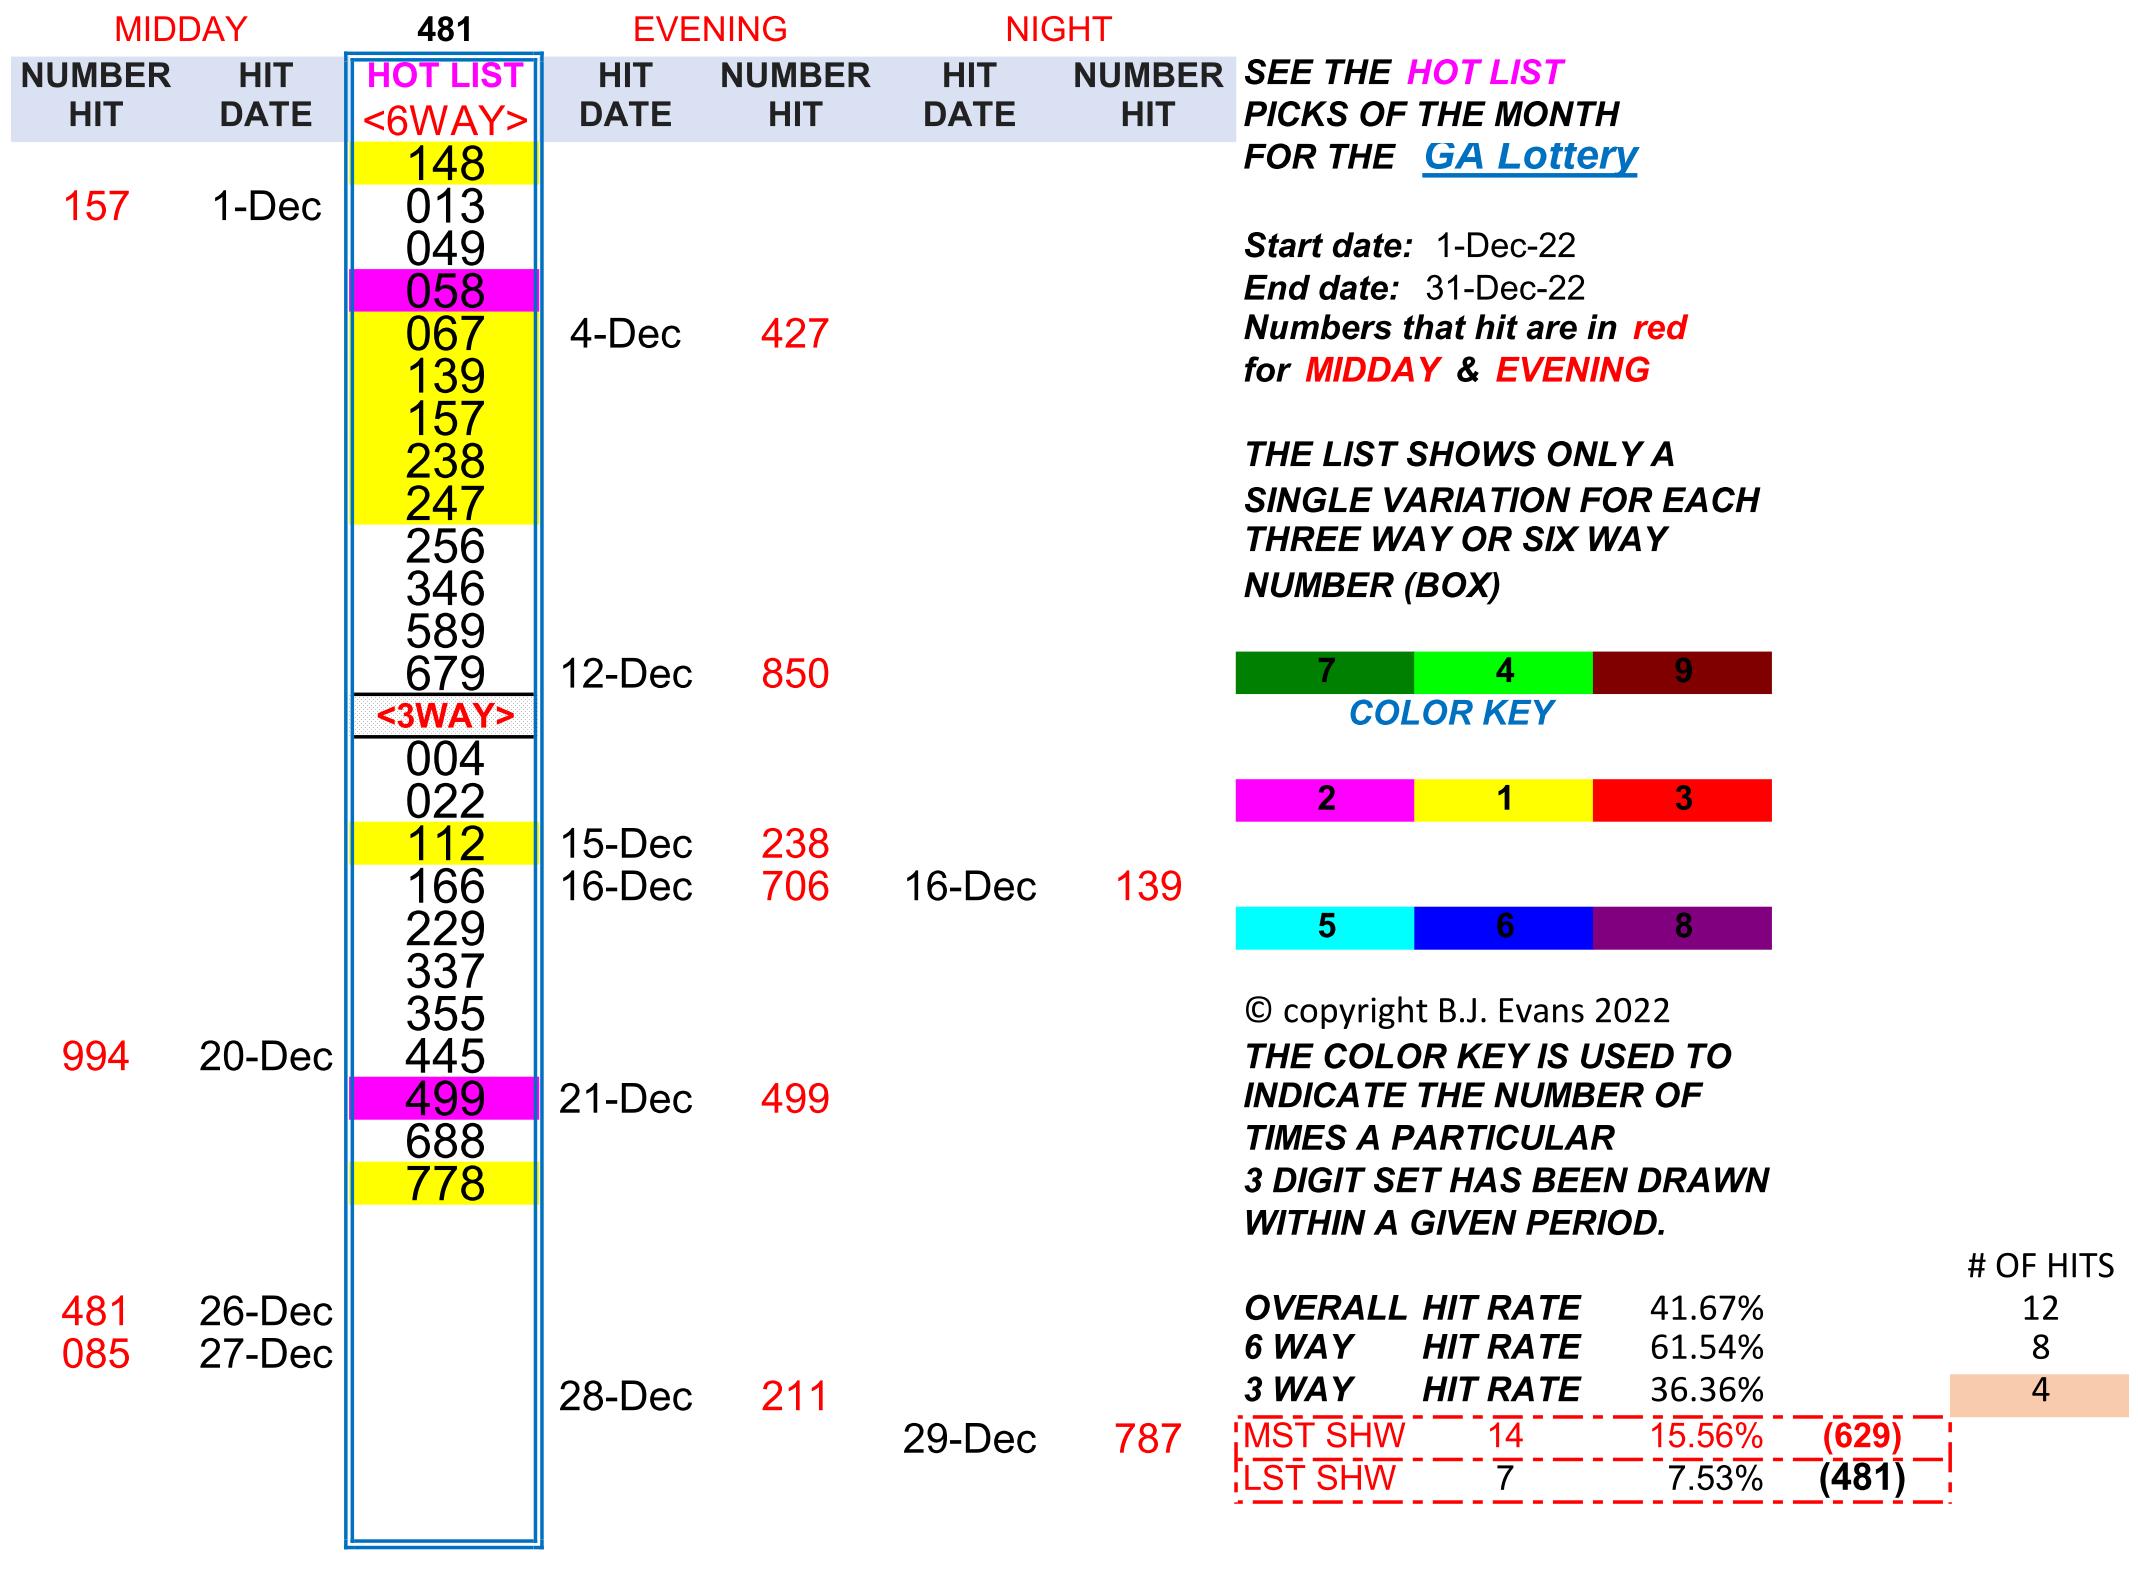 MIDDAY 481 EVENING NIGHT
NUMBER HIT HOT LIST HIT NUMBER HIT NUMBER SEE THE HOT LIST
HIT DATE <6WAY> DATE HIT DATE HIT PICKS OF THE MONTH
148 FOR THE GA Lottery
157 1-Dec 013
049 Start date: 1-Dec-22
058 End date: 31-Dec-22
067 4-Dec 427 Numbers that hit are in red
139 for MIDDAY & EVENING
157
238 THE LIST SHOWS ONLY A
247 SINGLE VARIATION FOR EACH
256 THREE WAY OR SIX WAY
346 NUMBER (BOX)
589
679 12-Dec 850 7 4 9
<3WAY> COLOR KEY
004
022 2 1 3
112 15-Dec 238
166 16-Dec 706 16-Dec 139
229 5 6 8
337
355 © copyright B.J. Evans 2022
994 20-Dec 445 THE COLOR KEY IS USED TO
499 21-Dec 499 INDICATE THE NUMBER OF
688 TIMES A PARTICULAR
778 3 DIGIT SET HAS BEEN DRAWN
WITHIN A GIVEN PERIOD.
# OF HITS
481 26-Dec OVERALL HIT RATE 41.67% 12
085 27-Dec 6 WAY HIT RATE 61.54% 8
28-Dec 211 3 WAY HIT RATE 36.36% 4
29-Dec 787 MST SHW 14 15.56% (629)
LST SHW 7 7.53% (481)